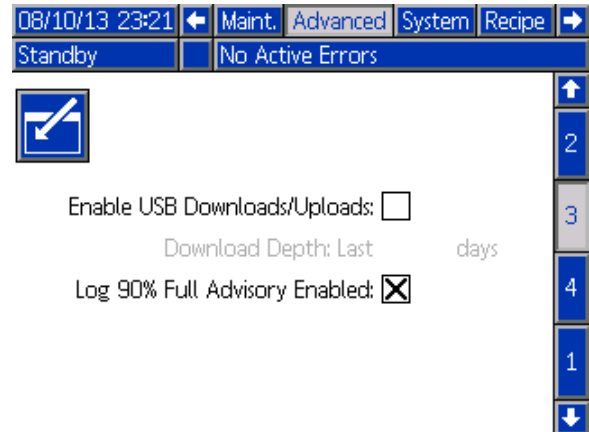 08/10/13 23:21 Maint. Advanced System Recipe
Standby No Active Errors
2
Enable USB Downloads/Uploads:
3
Download Depth: Last days
Log 90% Full Advisory Enabled:
4
1